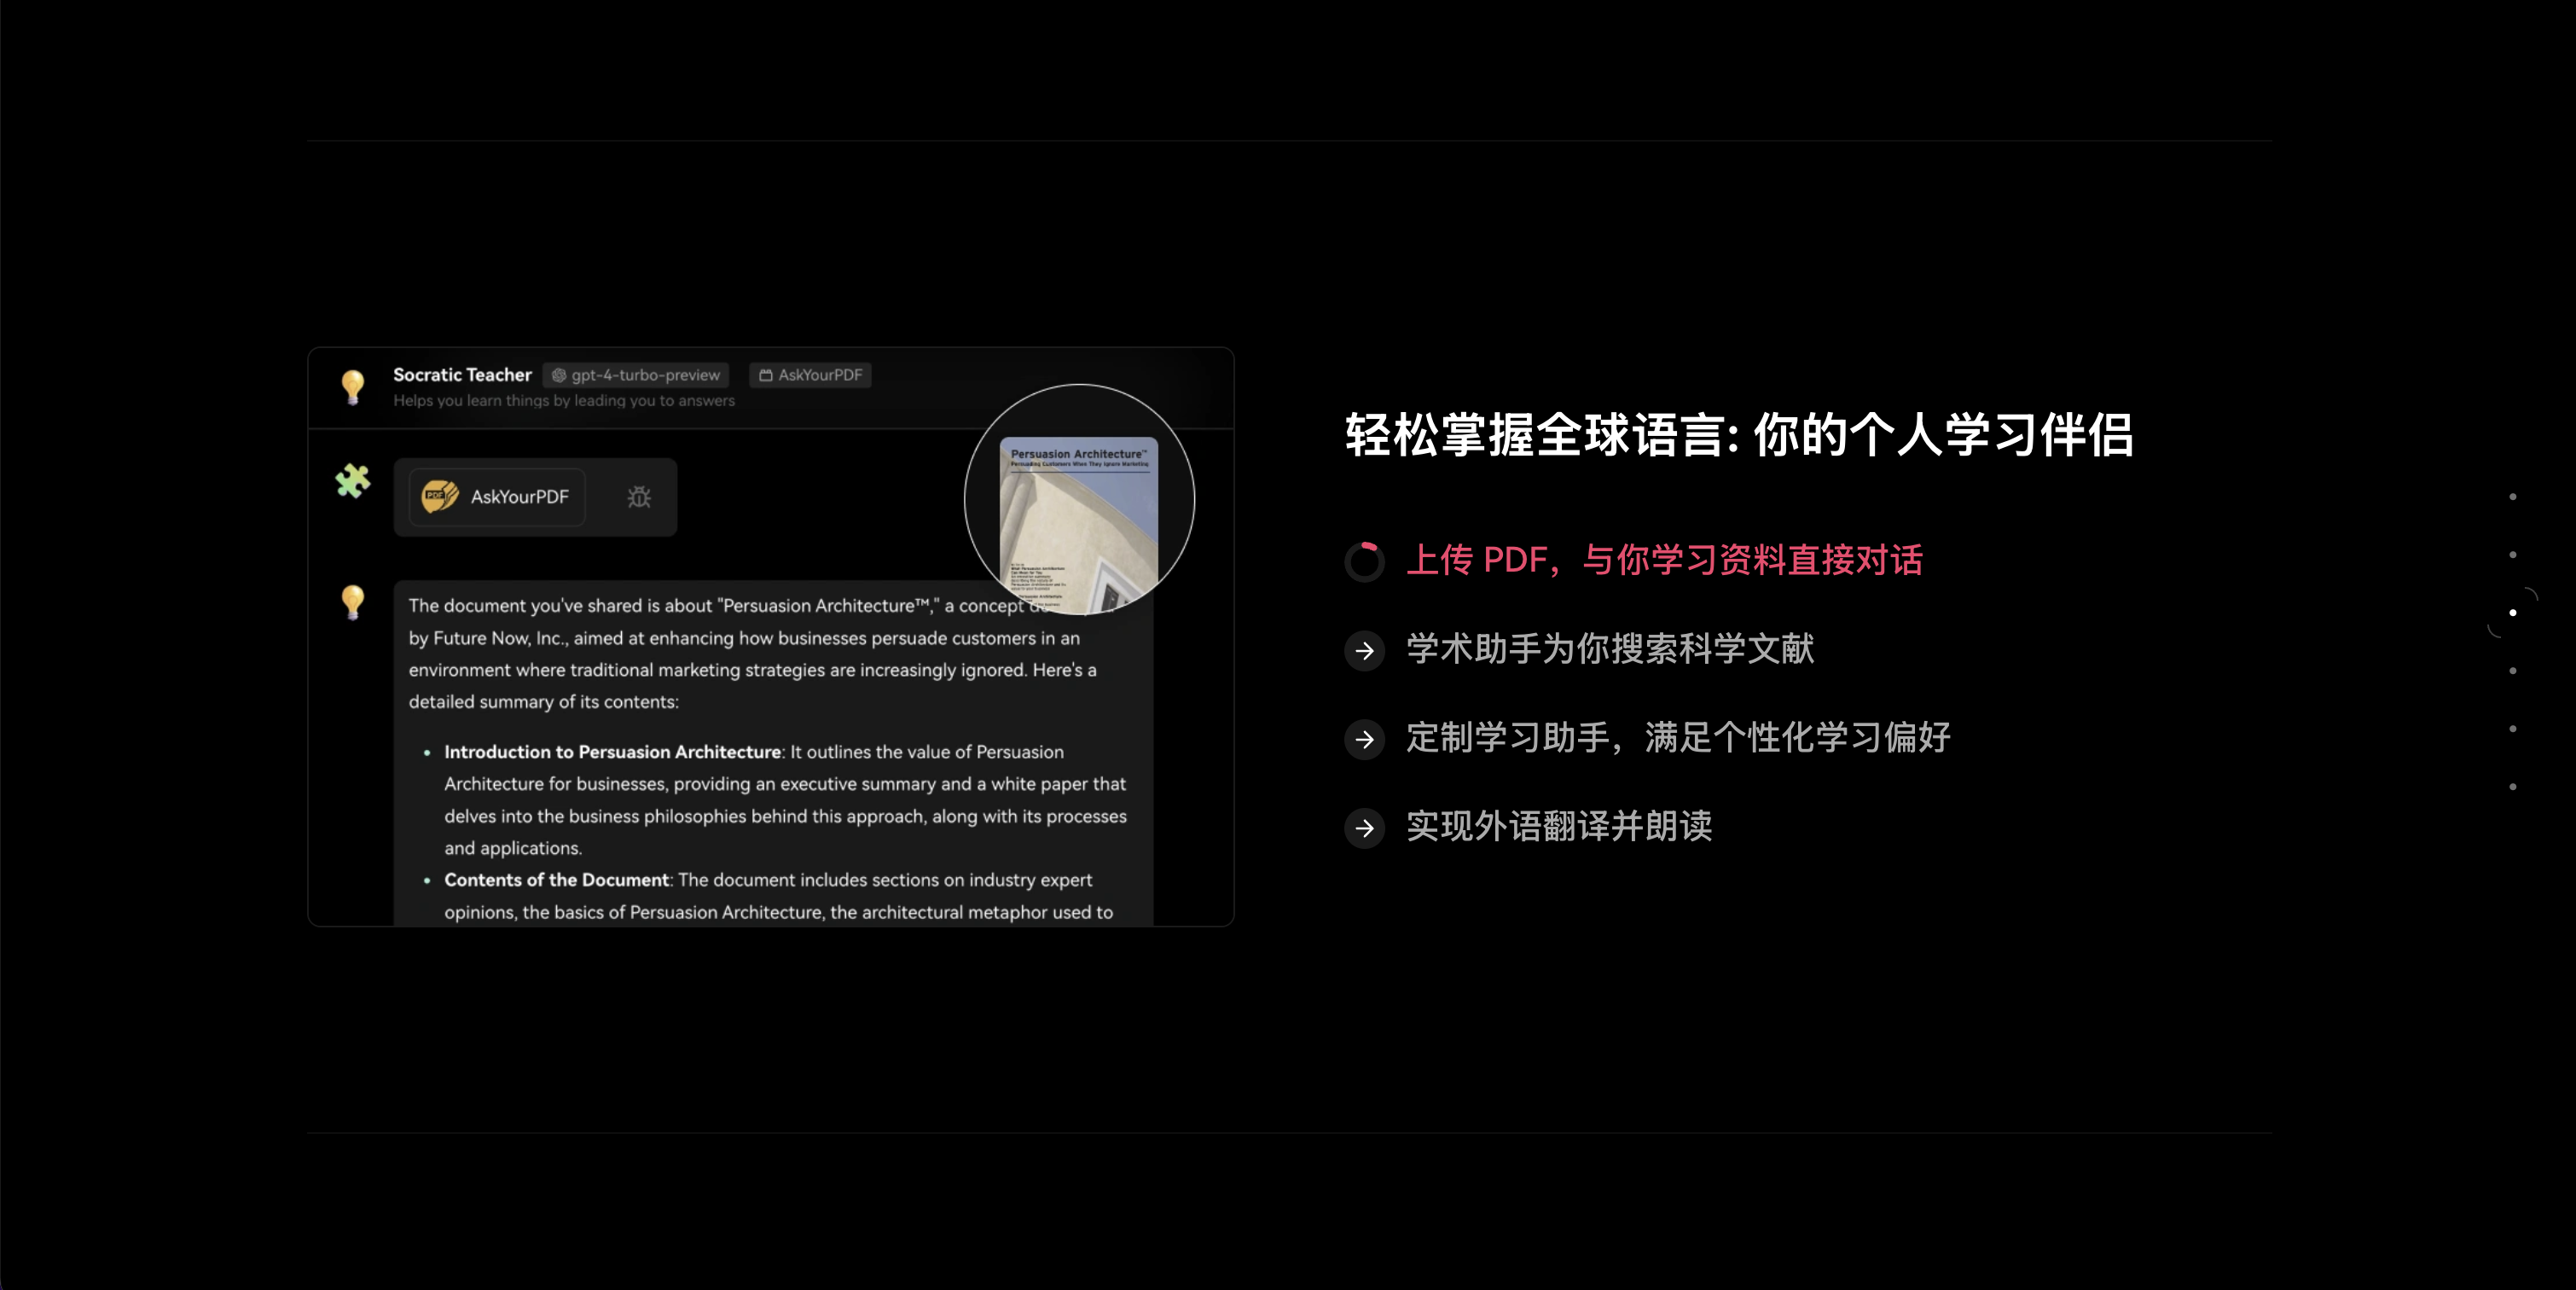 Socratic Teacher gpt-4-turbo-preview AskYourPDF
Helps you learn things by leading you to answers
PDF AskYourPDF
Persuasion Architecture™
Persuading Customers When They Ignore Marketing
The document you've shared is about "Persuasion Architecture™," a concept
by Future Now, Inc., aimed at enhancing how businesses persuade customers in an
environment where traditional marketing strategies are increasingly ignored. Here's a
detailed summary of its contents:
• Introduction to Persuasion Architecture: It outlines the value of Persuasion
Architecture for businesses, providing an executive summary and a white paper that
delves into the business philosophies behind this approach, along with its processes
and applications.
• Contents of the Document: The document includes sections on industry expert
opinions, the basics of Persuasion Architecture, the architectural metaphor used to
轻松掌握全球语言: 你的个人学习伴侣
上传 PDF，与你学习资料直接对话
学术助手为你搜索科学文献
定制学习助手，满足个性化学习偏好
实现外语翻译并朗读